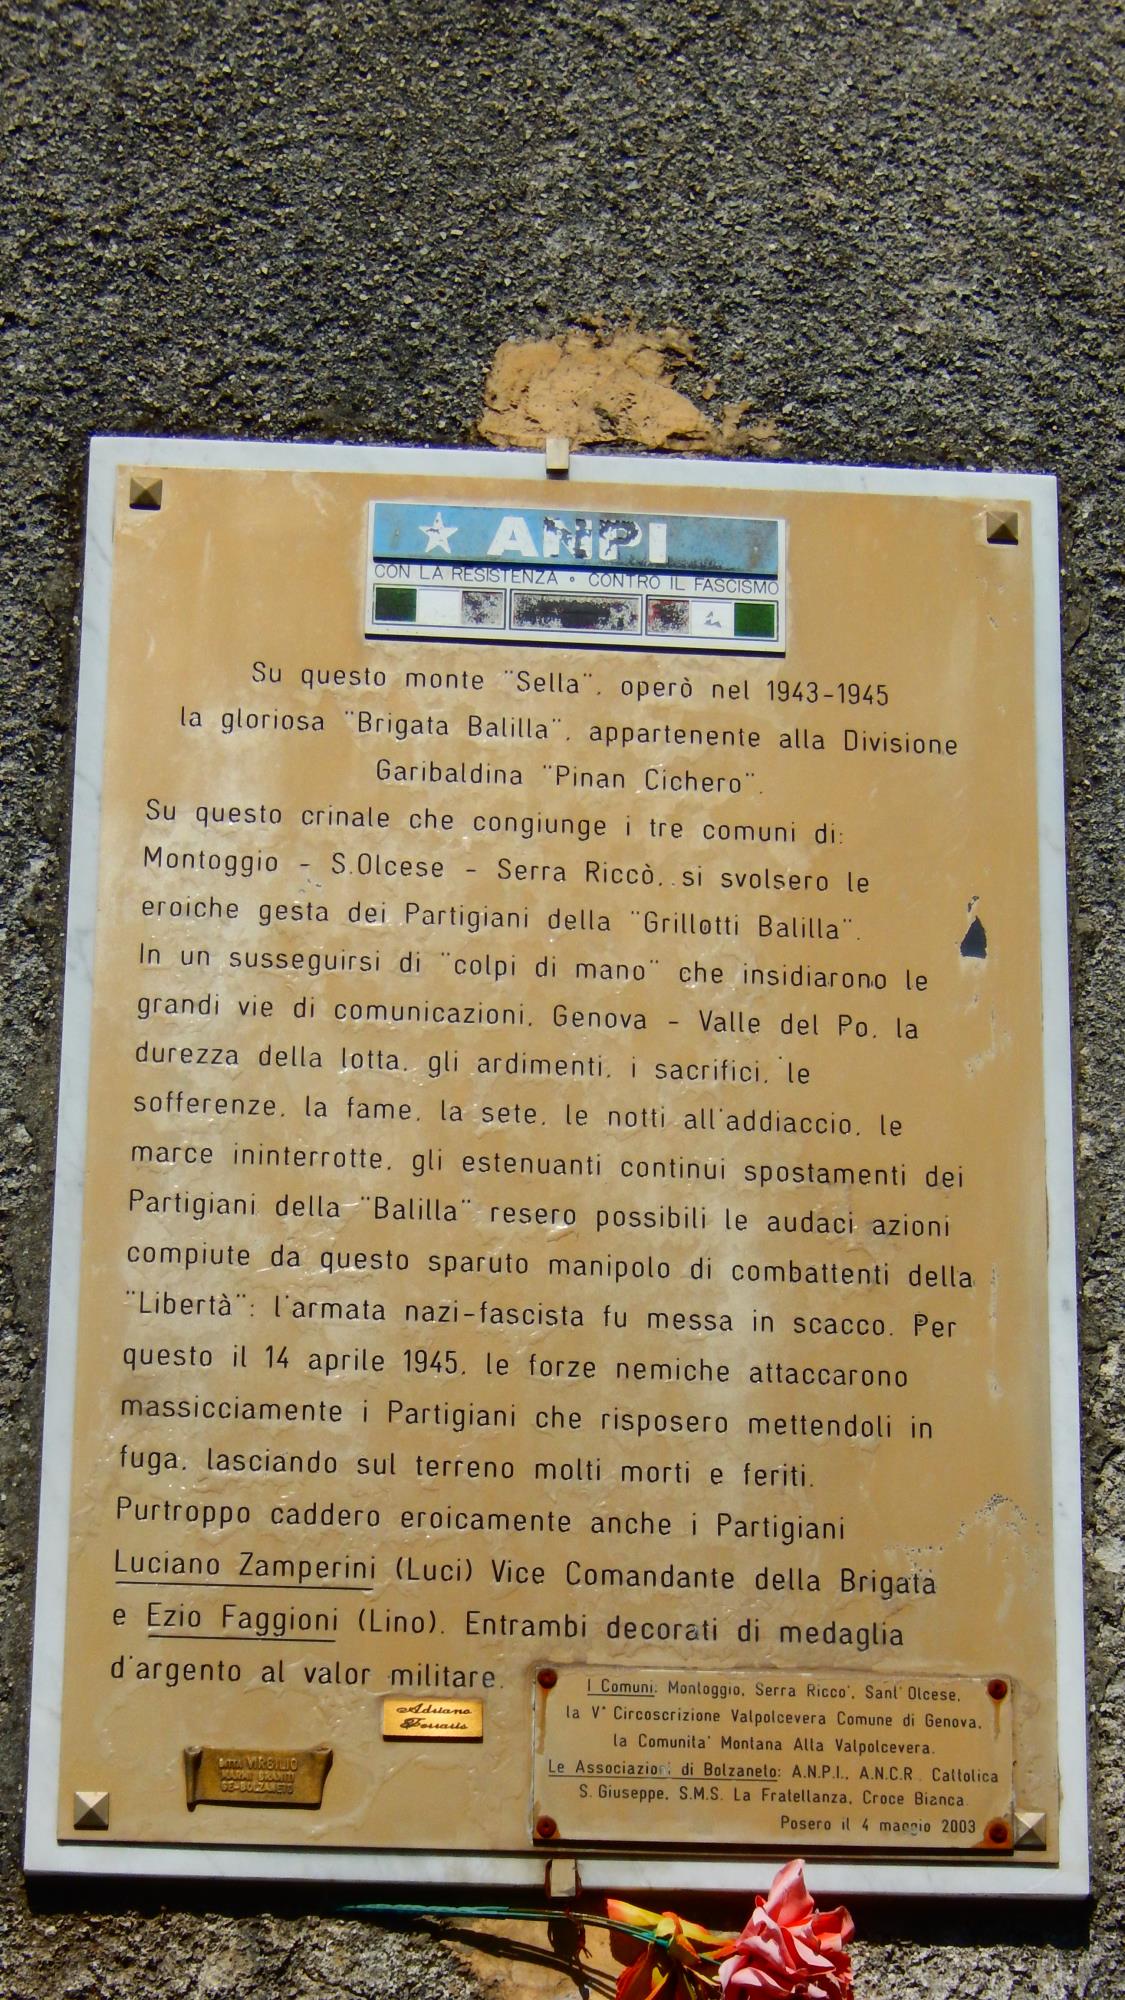 ANPI
CON LA RESISTENZA • CONTRO IL FASCISMO
Su questo monte "Sella", operò nel 1943-1945
la gloriosa "Brigata Balilla", appartenente alla Divisione
Garibaldina "Pinan Cichero".
Su questo crinale che congiunge i tre comuni di:
Montoggio - S.Olcese - Serra Riccò, si svolsero le
eroiche gesta dei Partigiani della "Grillotti Balilla".
In un susseguirsi di "colpi di mano" che insidiarono le
grandi vie di comunicazioni, Genova - Valle del Po, la
durezza della lotta, gli ardimenti, i sacrifici, le
sofferenze, la fame, la sete, le notti all'addiaccio, le
marce ininterrotte, gli estenuanti continui spostamenti dei
Partigiani della "Balilla" resero possibili le audaci azioni
compiute da questo sparuto manipolo di combattenti della
"Libertà": l'armata nazi-fascista fu messa in scacco. Per
questo il 14 aprile 1945, le forze nemiche attaccarono
massicciamente i Partigiani che risposero mettendoli in
fuga, lasciando sul terreno molti morti e feriti.
Purtroppo caddero eroicamente anche i Partigiani
Luciano Zamperini (Luci) Vice Comandante della Brigata
e Ezio Faggioni (Lino). Entrambi decorati di medaglia
d'argento al valor militare.
Adriano
Ferraris
VIRGILIO
MARMI GRANITI
GE-BOLZANETO
I Comuni: Montoggio, Serra Ricco', Sant'Olcese,
la V° Circoscrizione Valpolcevera Comune di Genova,
la Comunita' Montana Alta Valpolcevera.
Le Associazioni di Bolzaneto: A.N.P.I., A.N.C.R. Cattolica
S. Giuseppe, S.M.S. La Fratellanza, Croce Bianca.
Posero il 4 maggio 2003